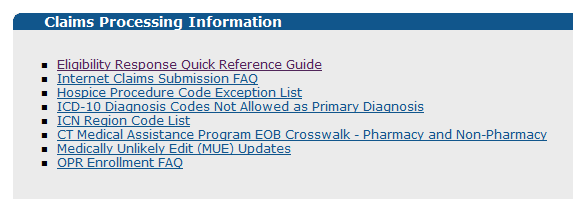 Claims Processing Information
Eligibility Response Quick Reference Guide
Internet Claims Submission FAQ
Hospice Procedure Code Exception List
ICD-10 Diagnosis Codes Not Allowed as Primary Diagnosis
ICN Region Code List
CT Medical Assistance Program EOB Crosswalk - Pharmacy and Non-Pharmacy
Medically Unlikely Edit (MUE) Updates
OPR Enrollment FAQ